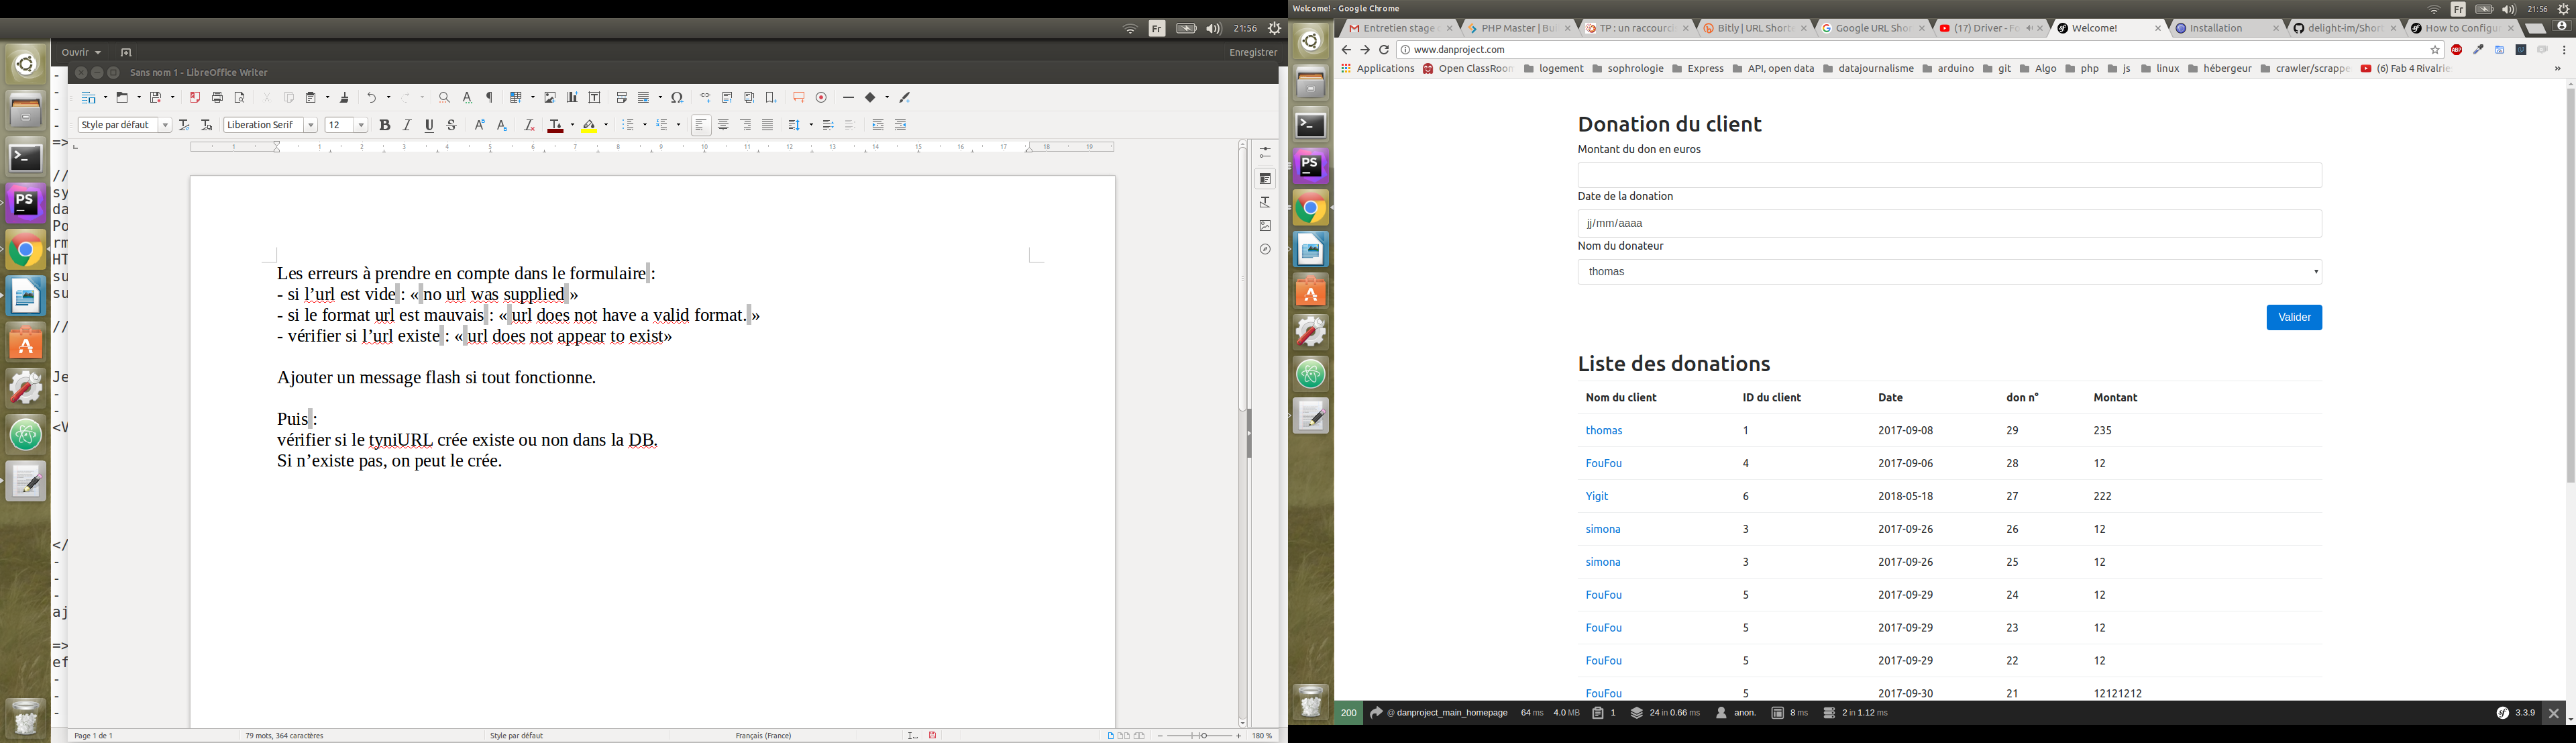 Fr
21:56
Ouvrir
Enregistrer
Sans nom 1 - LibreOffice Writer
Style par défaut
Liberation Serif
12
Les erreurs à prendre en compte dans le formulaire :
- si l’url est vide : « no url was supplied »
- si le format url est mauvais : « url does not have a valid format. »
- vérifier si l’url existe : « url does not appear to exist»
Ajouter un message flash si tout fonctionne.
Puis :
vérifier si le tyniURL crée existe ou non dans la DB.
Si n’existe pas, on peut le crée.
Page 1 de 1
79 mots, 364 caractères
Style par défaut
Français (France)
180 %
Welcome! - Google Chrome
Fr
21:56
Entretien stage
PHP Master | Bui
TP : un raccourci
Bitly | URL Short
Google URL Shor
(17) Driver - Fo
Welcome!
Installation
delight-im/Short
How to Configu
www.danproject.com
Applications
Open ClassRoom
logement
sophrologie
Express
API, open data
datajournalisme
arduino
git
Algo
php
js
linux
hébergeur
crawler/scrappe
(6) Fab 4 Rivalrie
Donation du client
Montant du don en euros
Date de la donation
jj/mm/aaaa
Nom du donateur
thomas
Valider
Liste des donations
Nom du client ID du client Date don n° Montant
thomas 1 2017-09-08 29 235
FouFou 4 2017-09-06 28 12
Yigit 6 2018-05-18 27 222
simona 3 2017-09-26 26 12
simona 3 2017-09-26 25 12
FouFou 5 2017-09-29 24 12
FouFou 5 2017-09-29 23 12
FouFou 5 2017-09-29 22 12
FouFou 5 2017-09-30 21 12121212
200 @ danproject_main_homepage 64 ms 4.0 MB 1 24 in 0.66 ms anon. 8 ms 2 in 1.12 ms 3.3.9